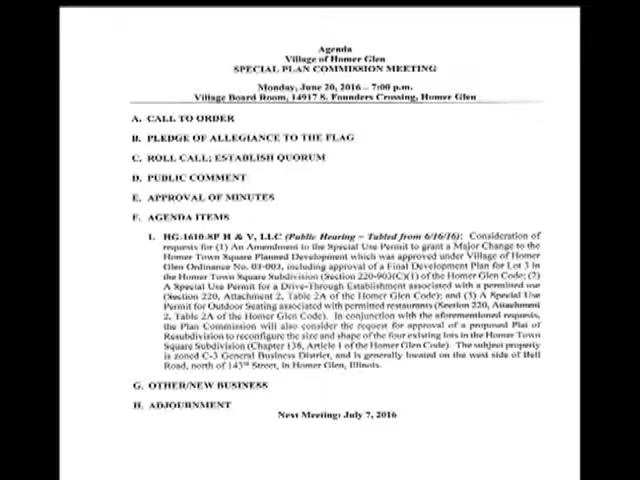 Agenda
Village of Homer Glen
SPECIAL PLAN COMMISSION MEETING
Monday, June 20, 2016 – 7:00 p.m.
Village Board Room, 14917 S. Founders Crossing, Homer Glen
A. CALL TO ORDER
B. PLEDGE OF ALLEGIANCE TO THE FLAG
C. ROLL CALL; ESTABLISH QUORUM
D. PUBLIC COMMENT
E. APPROVAL OF MINUTES
F. AGENDA ITEMS
1. HG-1610-SP H & V, LLC (Public Hearing – Tabled from 6/16/16): Consideration of
requests for (1) An Amendment to the Special Use Permit to grant a Major Change to the
Homer Town Square Planned Development which was approved under Village of Homer
Glen Ordinance No. 03-003, including approval of a Final Development Plan for Lot 3 in
the Homer Town Square Subdivision (Section 220-903(C)(1) of the Homer Glen Code; (2)
A Special Use Permit for a Drive-Through Establishment associated with a permitted use
(Section 220, Attachment 2, Table 2A of the Homer Glen Code); and (3) A Special Use
Permit for Outdoor Seating associated with permitted restaurants (Section 220, Attachment
2, Table 2A of the Homer Glen Code). In conjunction with the aforementioned requests,
the Plan Commission will also consider the request for approval of a proposed Plat of
Resubdivision to reconfigure the size and shape of the four existing lots in the Homer Town
Square Subdivision (Chapter 138, Article 1 of the Homer Glen Code). The subject property
is zoned C-3 General Business District, and is generally located on the west side of Bell
Road, north of 143rd Street, in Homer Glen, Illinois.
G. OTHER/NEW BUSINESS
H. ADJOURNMENT
Next Meeting: July 7, 2016